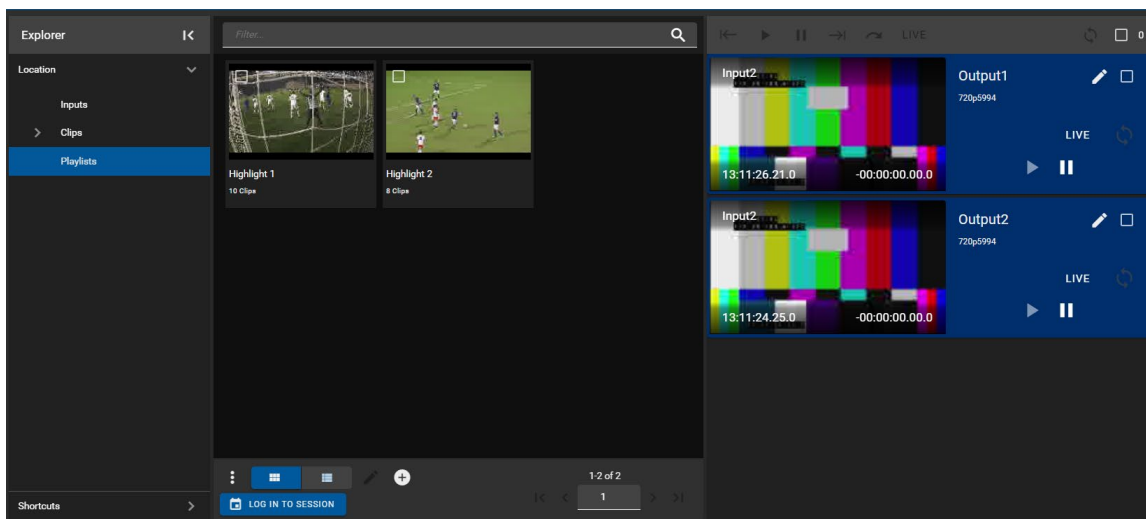 Explorer
Location
Inputs
Clips
Playlists
Shortcuts
Filter...
Highlight 1
10 Clips
Highlight 2
8 Clips
1-2 of 2
1
LOG IN TO SESSION
LIVE
0
Input2
13:11:26.21.0
-00:00:00.00.0
Output1
720p5994
LIVE
Input2
13:11:24.25.0
-00:00:00.00.0
Output2
720p5994
LIVE